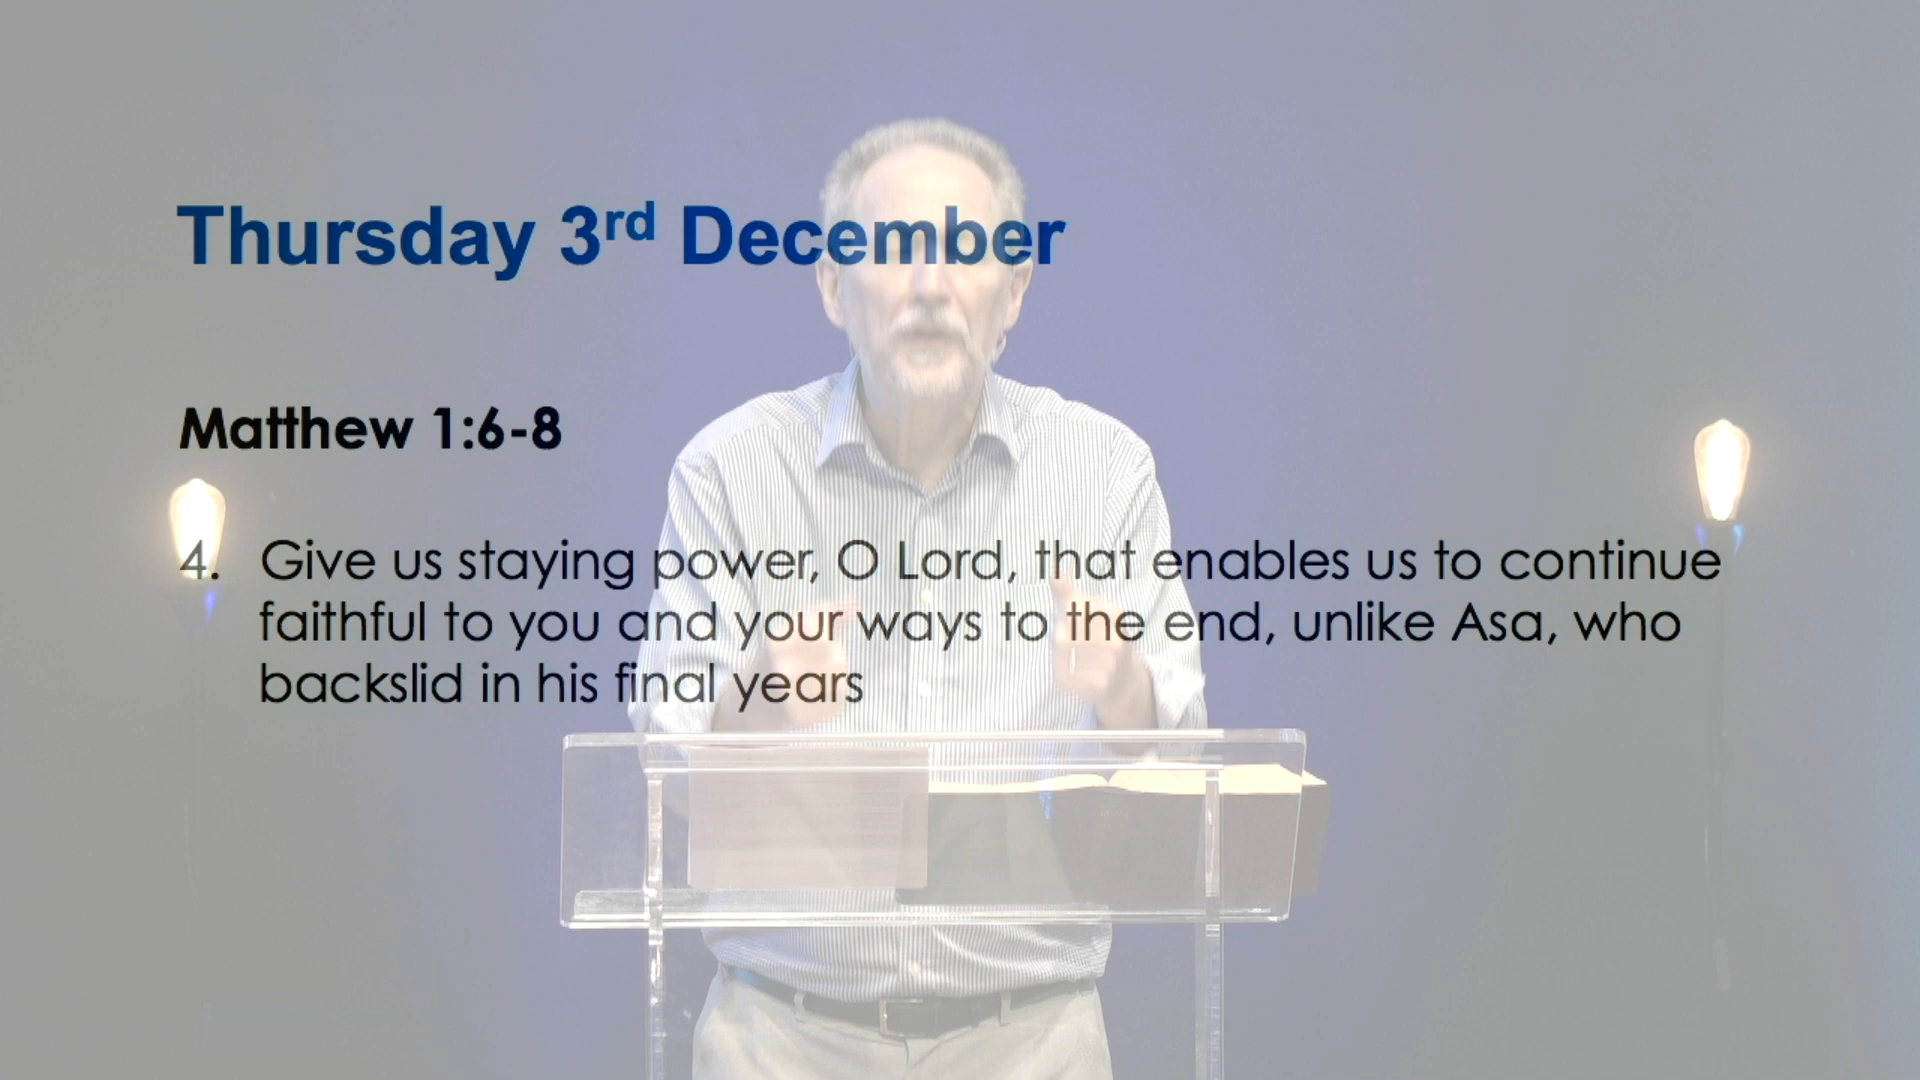 Thursday 3rd December
Matthew 1:6-8
4. Give us staying power, O Lord, that enables us to continue
faithful to you and your ways to the end, unlike Asa, who
backslid in his final years